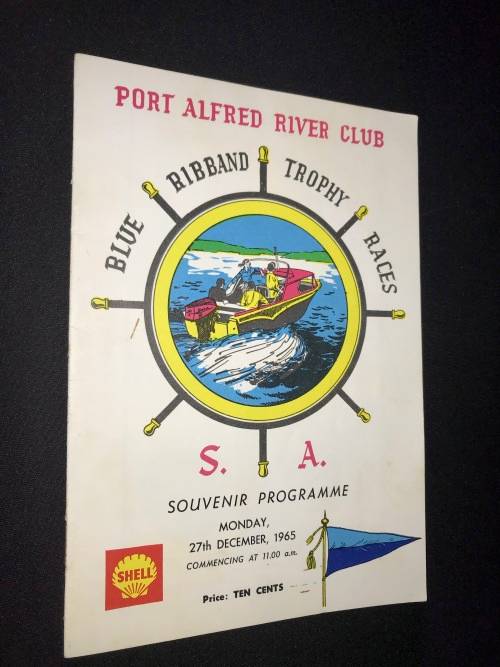 PORT ALFRED RIVER CLUB
BLUE RIBBAND TROPHY RACES
S. A.
SOUVENIR PROGRAMME
MONDAY,
27th DECEMBER, 1965
COMMENCING AT 11.00 a.m.
SHELL
Price: TEN CENTS